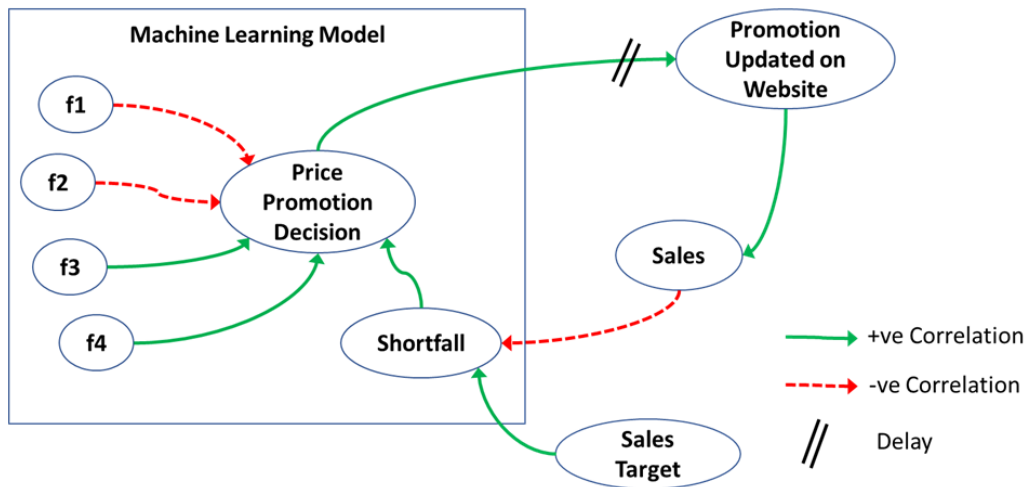 Machine Learning Model
Promotion
Updated on
Website
f1
f2
Price
Promotion
Decision
f3
Sales
f4
Shortfall
+ve Correlation
-ve Correlation
Sales
Target
Delay